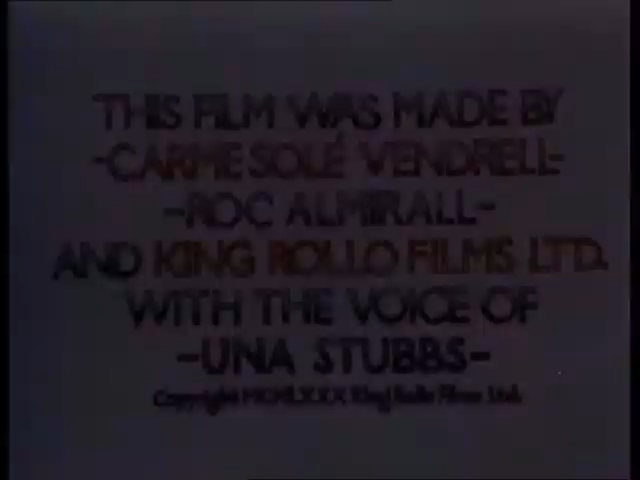 THIS FILM WAS MADE BY
-CARME SOLÉ VENDRELL-
-ROC ALMIRALL-
AND KING ROLLO FILMS LTD.
WITH THE VOICE OF
-UNA STUBBS-
Copyright MCMLXXX King Rollo Films Ltd.